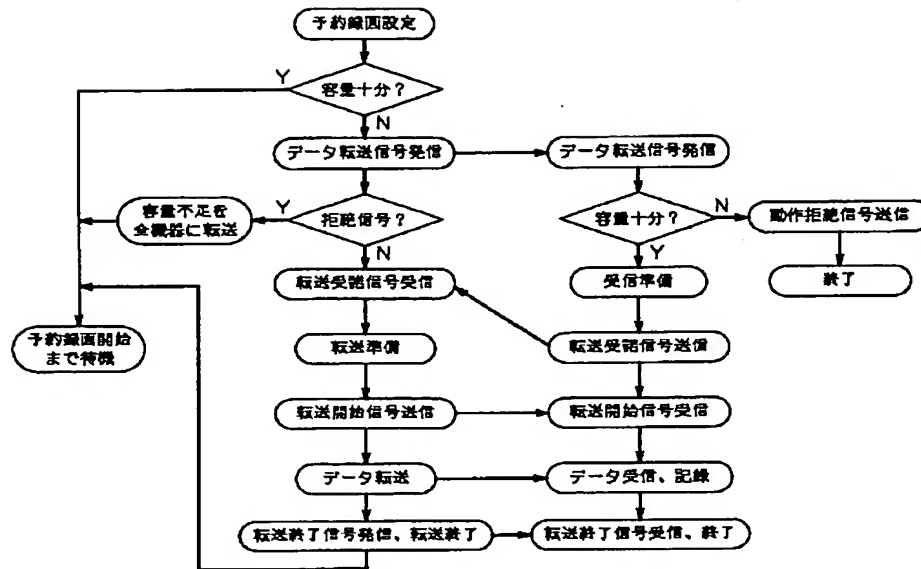 予約録画設定
Y
容量十分？
N
データ転送信号発信
データ転送信号発信
容量不足を
全機器に転送
Y
拒絶信号？
N
容量十分？
N
動作拒絶信号送信
Y
転送受諾信号受信
受信準備
終了
予約録画開始
まで待機
転送準備
転送受諾信号送信
転送開始信号送信
転送開始信号受信
データ転送
データ受信、記録
転送終了信号発信、転送終了
転送終了信号受信、終了